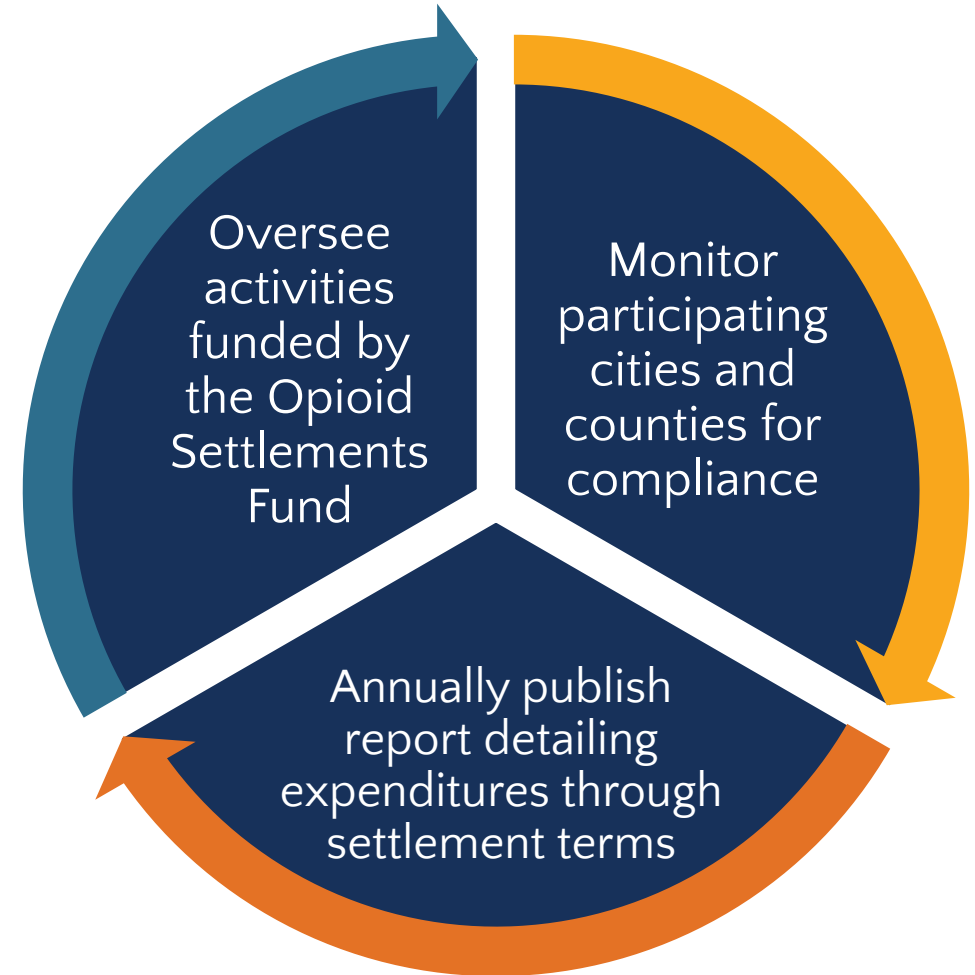 Oversee
activities
funded by
the Opioid
Settlements
Fund
Monitor
participating
cities and
counties for
compliance
Annually publish
report detailing
expenditures through
settlement terms